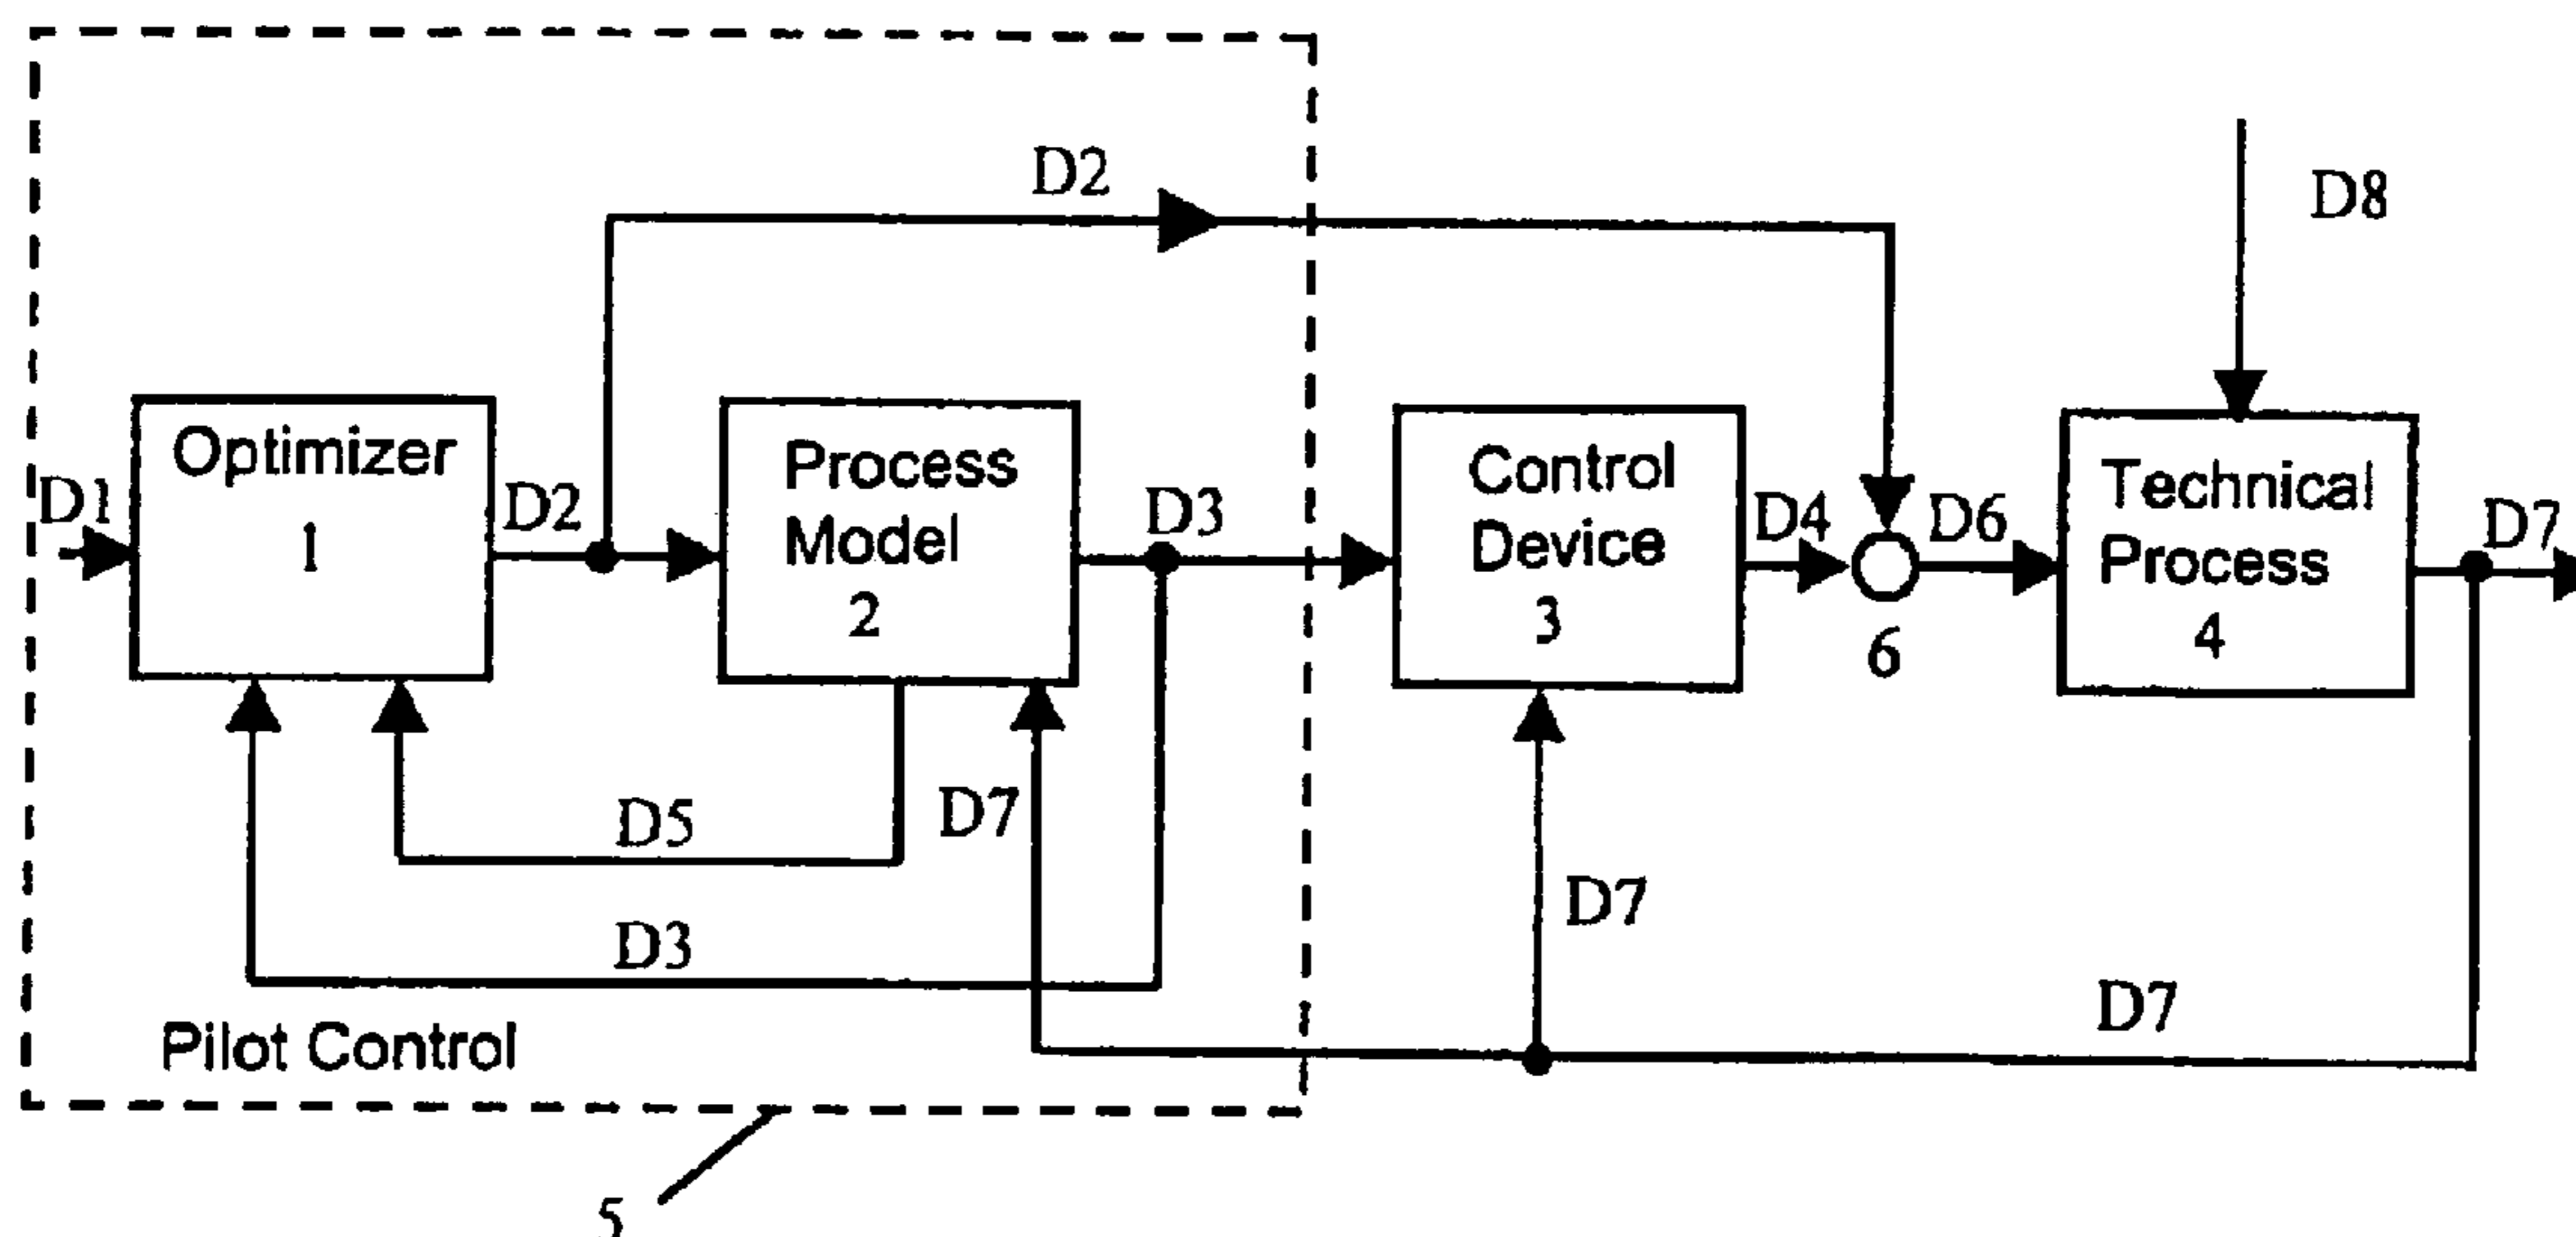 D2
D8
Optimizer
1
Process
Model
2
Control
Device
3
Technical
Process
4
D1
D2
D3
D4
D6
D7
6
D5
D7
D7
D3
D7
Pilot Control
5